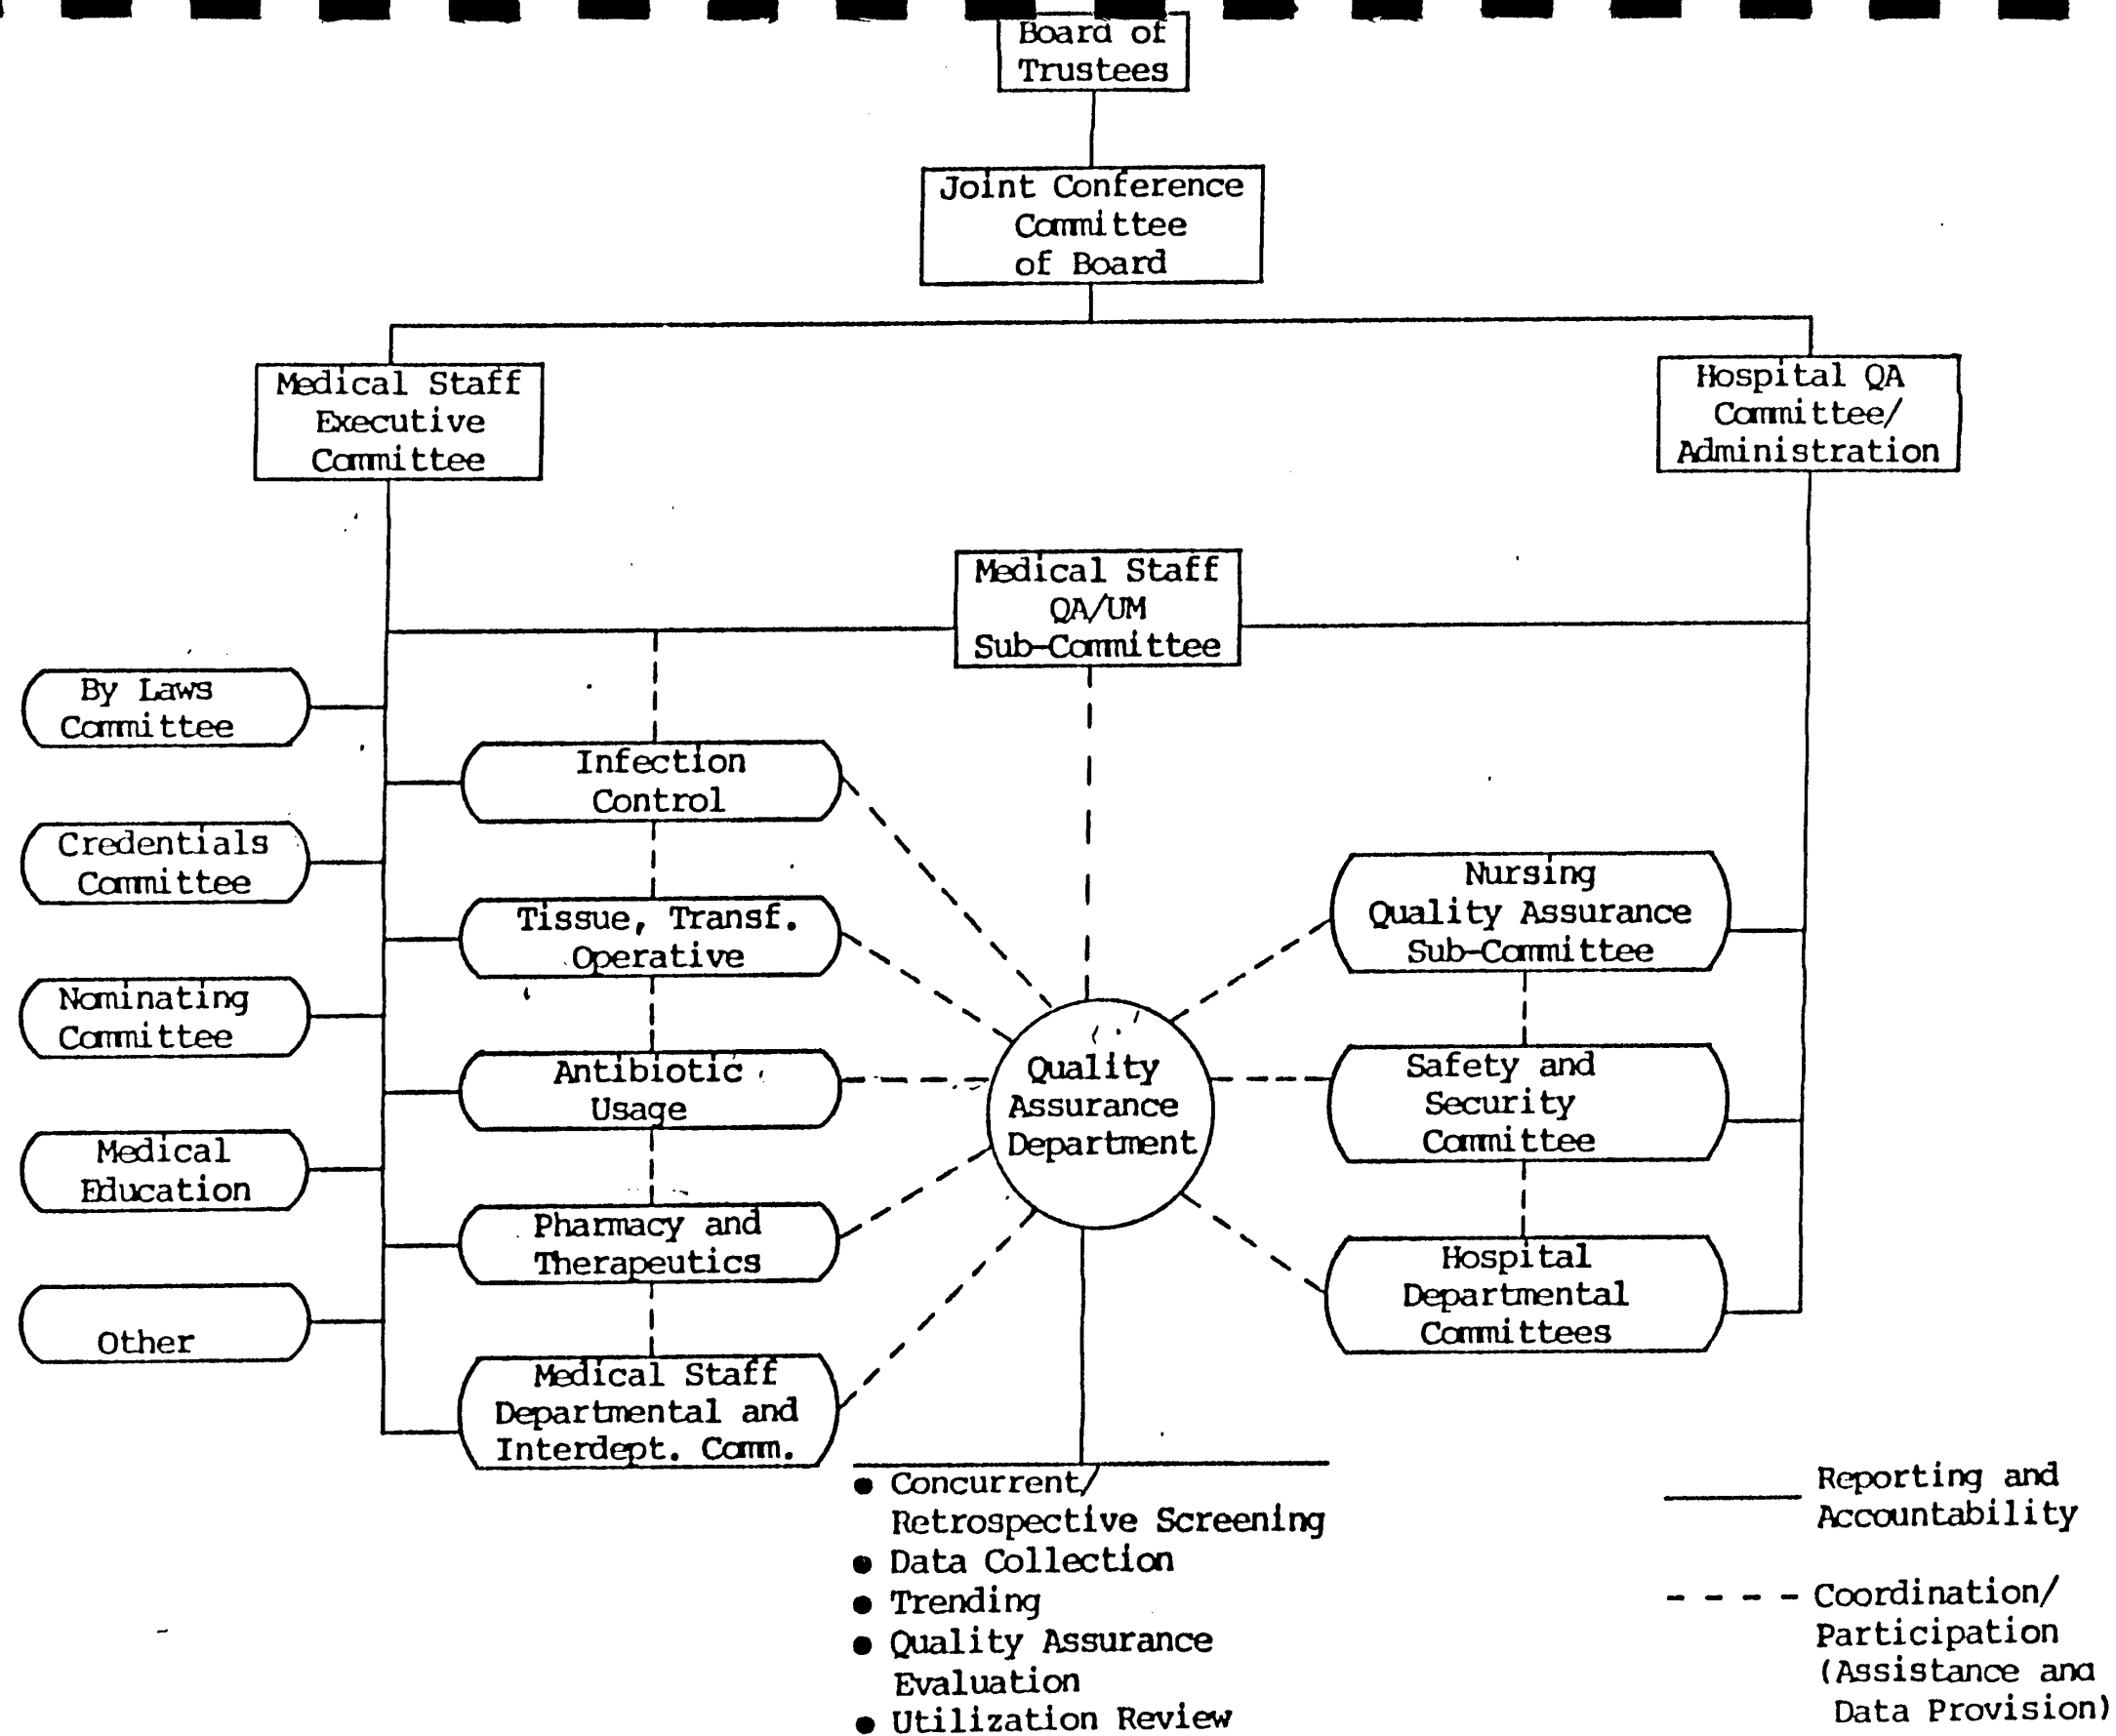 Board of
Trustees
Joint Conference
Committee
of Board
Medical Staff
Executive
Committee
Hospital QA
Committee/
Administration
Medical Staff
QA/UM
Sub-Committee
By Laws
Committee
Credentials
Committee
Nominating
Committee
Medical
Education
Other
Infection
Control
Tissue, Transf.
Operative
Antibiotic
Usage
Pharmacy and
Therapeutics
Medical Staff
Departmental and
Interdept. Comm.
Quality
Assurance
Department
Nursing
Quality Assurance
Sub-Committee
Safety and
Security
Committee
Hospital
Departmental
Committees
● Concurrent/
Retrospective Screening
● Data Collection
● Trending
● Quality Assurance
Evaluation
● Utilization Review
Reporting and
Accountability
Coordination/
Participation
(Assistance and
Data Provision)